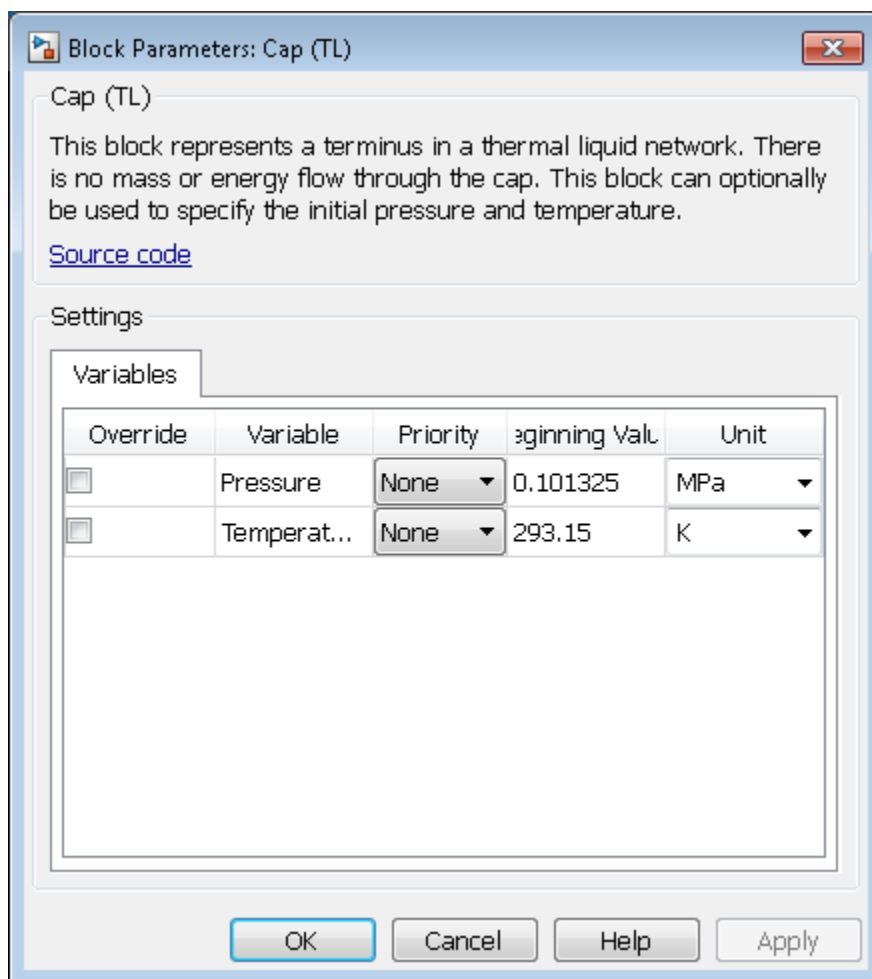 Block Parameters: Cap (TL)
Cap (TL)
This block represents a terminus in a thermal liquid network. There
is no mass or energy flow through the cap. This block can optionally
be used to specify the initial pressure and temperature.
Source code
Settings
Variables
Override Variable Priority eginning Valu Unit
Pressure None 0.101325 MPa
Temperat... None 293.15 K
OK Cancel Help Apply